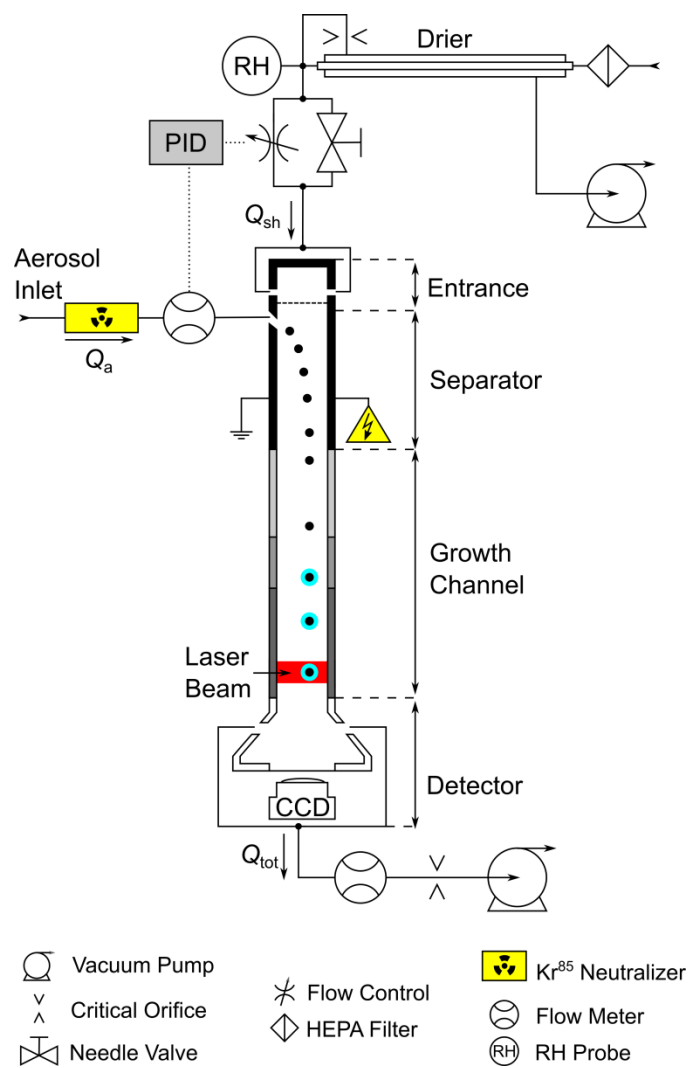 Drier
RH
PID
Qsh
Aerosol
Inlet
Entrance
Qa
Separator
Growth
Channel
Laser
Beam
Detector
CCD
Qtot
Vacuum Pump
Critical Orifice
Needle Valve
Flow Control
HEPA Filter
Kr85 Neutralizer
Flow Meter
RH
RH Probe